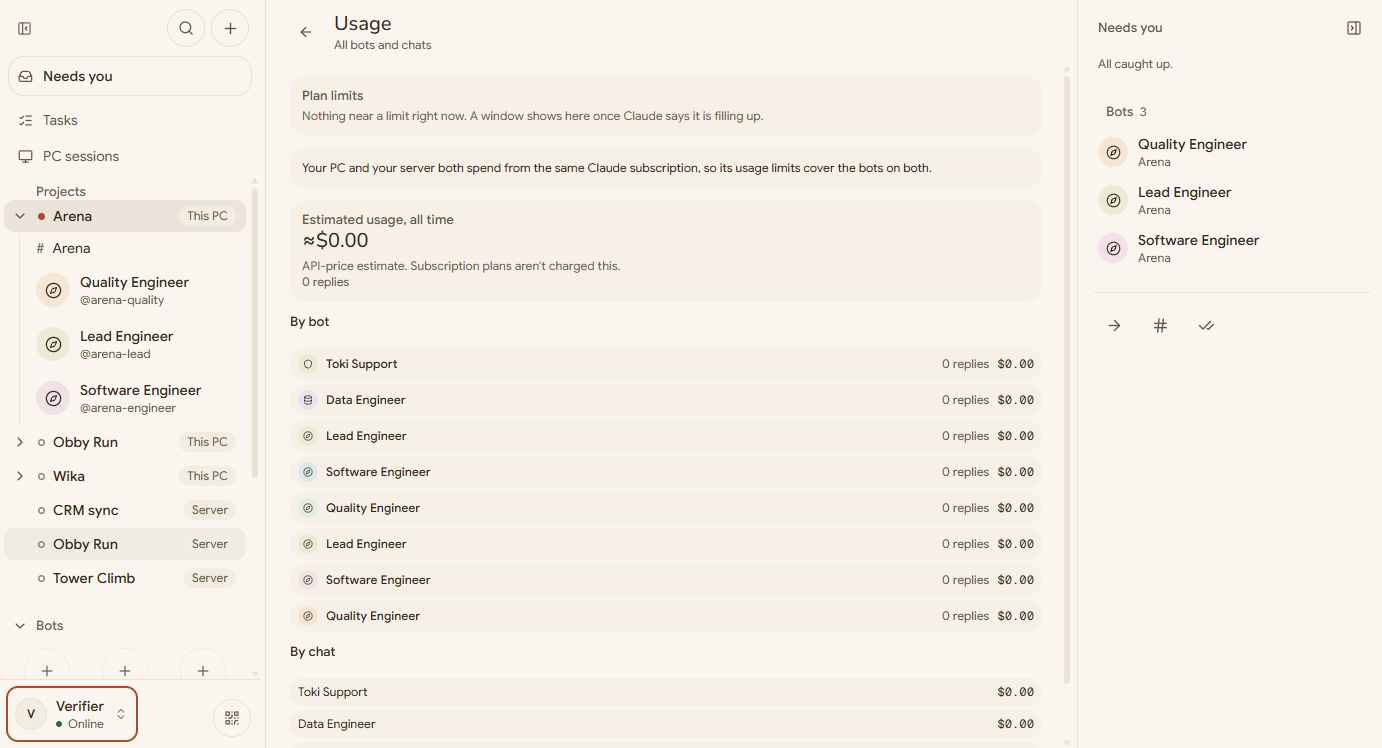 Needs you
Tasks
PC sessions
Projects
Arena This PC
# Arena
Quality Engineer
@arena-quality
Lead Engineer
@arena-lead
Software Engineer
@arena-engineer
Obby Run This PC
Wika This PC
CRM sync Server
Obby Run Server
Tower Climb Server
Bots
V
Verifier
Online
Usage
All bots and chats
Plan limits
Nothing near a limit right now. A window shows here once Claude says it is filling up.
Your PC and your server both spend from the same Claude subscription, so its usage limits cover the bots on both.
Estimated usage, all time
≈$0.00
API-price estimate. Subscription plans aren't charged this.
0 replies
By bot
Toki Support 0 replies $0.00
Data Engineer 0 replies $0.00
Lead Engineer 0 replies $0.00
Software Engineer 0 replies $0.00
Quality Engineer 0 replies $0.00
Lead Engineer 0 replies $0.00
Software Engineer 0 replies $0.00
Quality Engineer 0 replies $0.00
By chat
Toki Support $0.00
Data Engineer $0.00
Needs you
All caught up.
Bots 3
Quality Engineer
Arena
Lead Engineer
Arena
Software Engineer
Arena